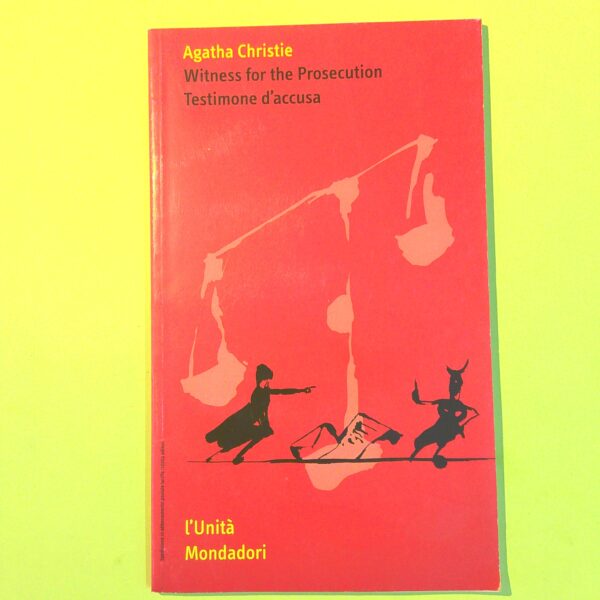 Agatha Christie
Witness for the Prosecution
Testimone d'accusa
l'Unità
Mondadori